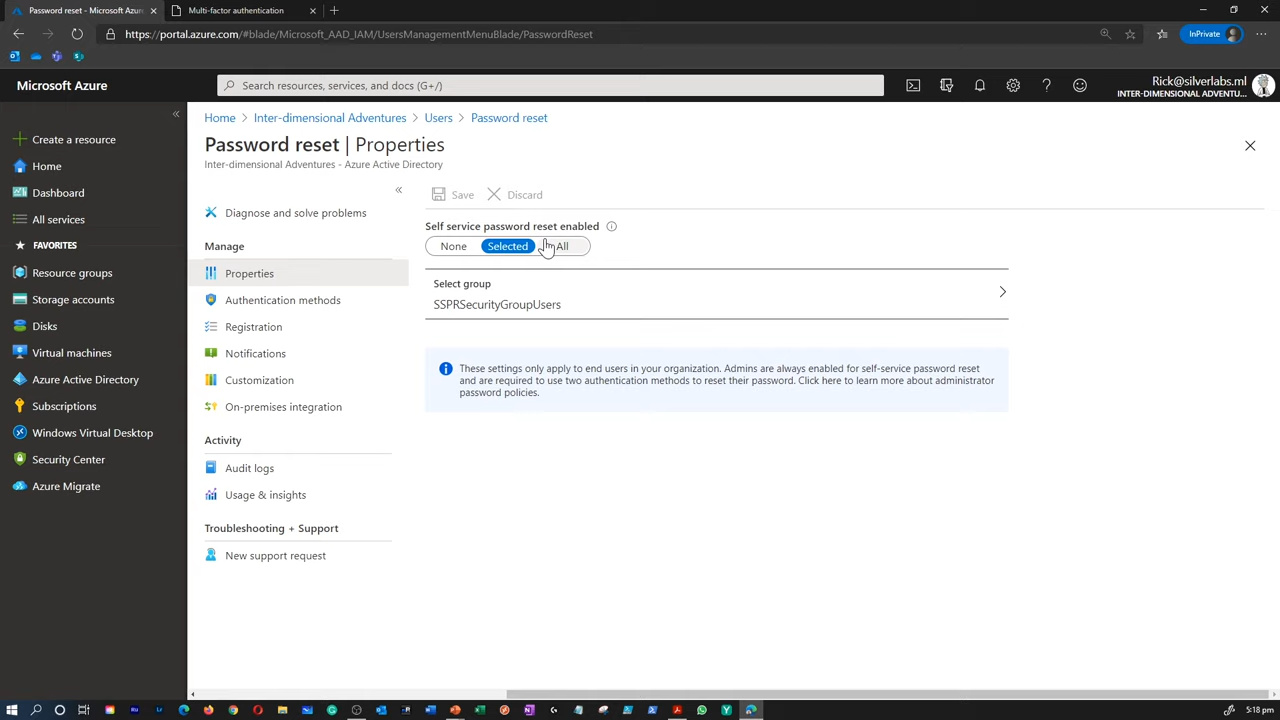 Password reset - Microsoft Azure
Multi-factor authentication
https://portal.azure.com/#blade/Microsoft_AAD_IAM/UsersManagementMenuBlade/PasswordReset
InPrivate
Microsoft Azure
Search resources, services, and docs (G+/)
Rick@silverlabs.ml
INTER-DIMENSIONAL ADVENTU...
Create a resource
Home
Dashboard
All services
FAVORITES
Resource groups
Storage accounts
Disks
Virtual machines
Azure Active Directory
Subscriptions
Windows Virtual Desktop
Security Center
Azure Migrate
Home > Inter-dimensional Adventures > Users > Password reset
Password reset | Properties
Inter-dimensional Adventures - Azure Active Directory
Diagnose and solve problems
Manage
Properties
Authentication methods
Registration
Notifications
Customization
On-premises integration
Activity
Audit logs
Usage & insights
Troubleshooting + Support
New support request
Save Discard
Self service password reset enabled
None Selected All
Select group
SSPRSecurityGroupUsers
These settings only apply to end users in your organization. Admins are always enabled for self-service password reset
and are required to use two authentication methods to reset their password. Click here to learn more about administrator
password policies.
5:18 pm